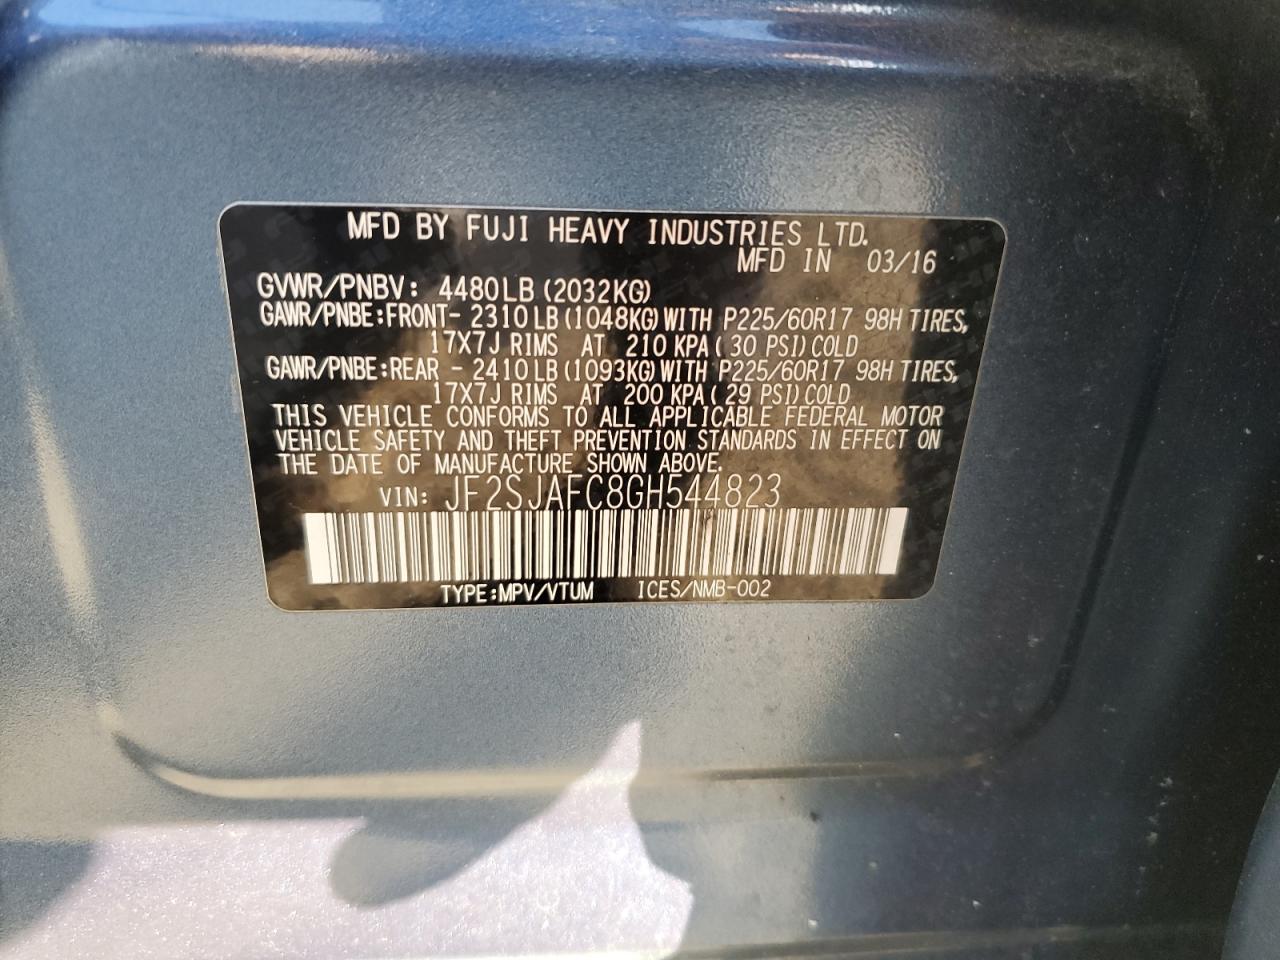 MFD BY FUJI HEAVY INDUSTRIES LTD.
MFD IN 03/16
GVWR/PNBV: 4480LB (2032KG)
GAWR/PNBE:FRONT- 2310LB (1048KG) WITH P225/60R17 98H TIRES,
17X7J RIMS AT 210 KPA ( 30 PSI) COLD
GAWR/PNBE:REAR - 2410LB (1093KG) WITH P225/60R17 98H TIRES,
17X7J RIMS AT 200 KPA ( 29 PSI) COLD
THIS VEHICLE CONFORMS TO ALL APPLICABLE FEDERAL MOTOR
VEHICLE SAFETY AND THEFT PREVENTION STANDARDS IN EFFECT ON
THE DATE OF MANUFACTURE SHOWN ABOVE.
VIN: JF2SJAFC8GH544823
TYPE:MPV/VTUM ICES/NMB-002